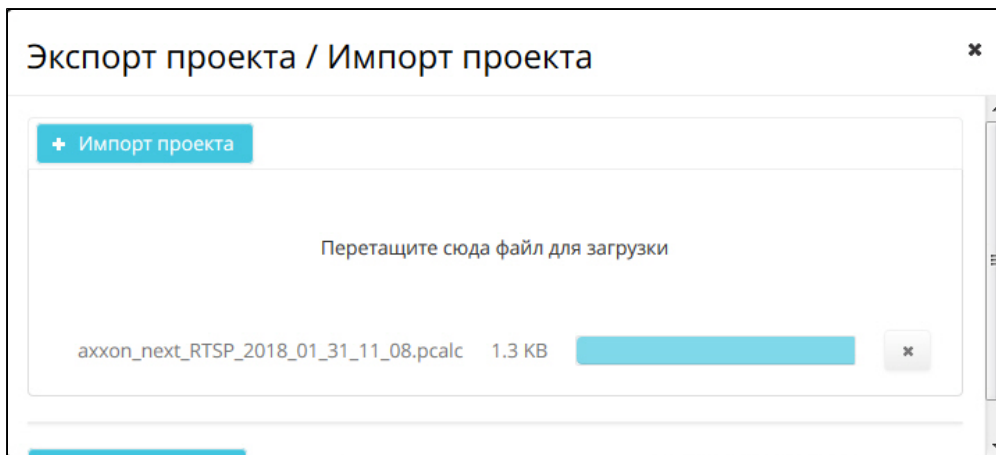 Экспорт проекта / Импорт проекта
Импорт проекта
Перетащите сюда файл для загрузки
axxon_next_RTSP_2018_01_31_11_08.pcalc 1.3 KB